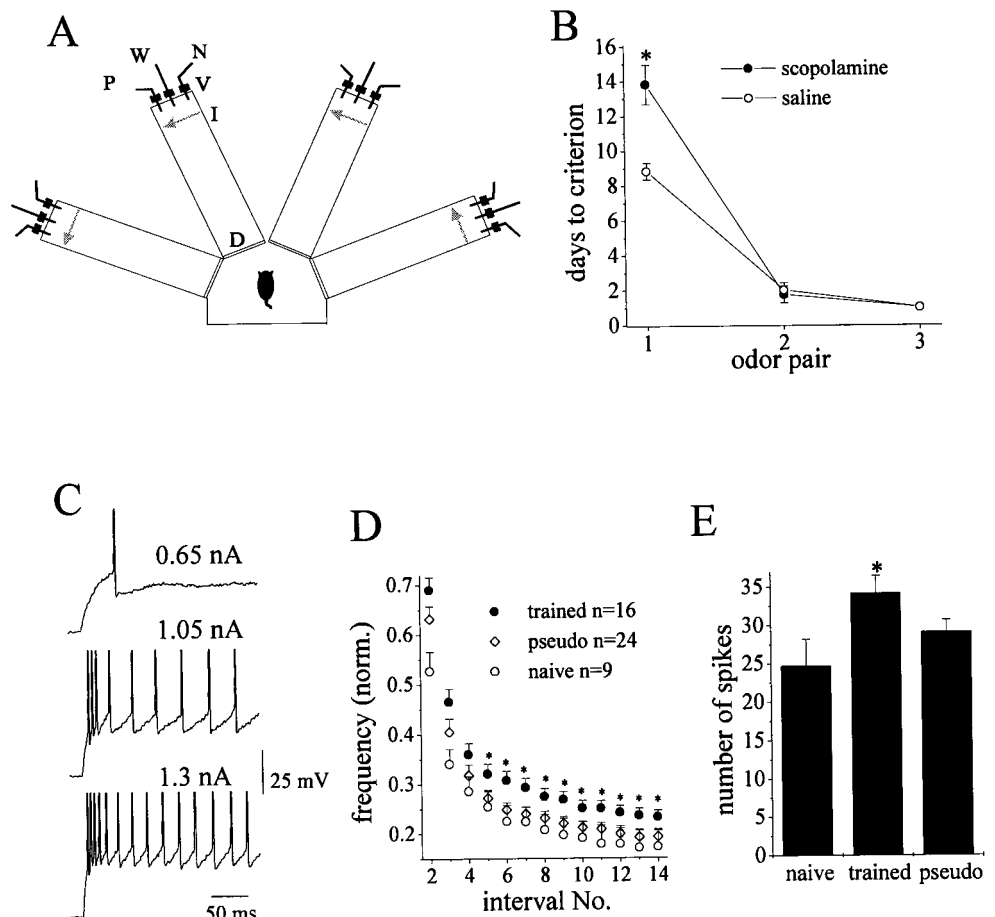 A
W
N
P
V
I
D
B
16
14
12
10
8
6
4
2
0
*
scopolamine
saline
days to criterion
1
2
3
odor pair
C
0.65 nA
1.05 nA
25 mV
1.3 nA
50 ms
D
0.7
0.6
0.5
0.4
0.3
0.2
trained n=16
pseudo n=24
naive n=9
* * * * * * * * * *
frequency (norm.)
2 4 6 8 10 12 14
interval No.
E
35
30
25
20
15
10
5
0
*
number of spikes
naive trained pseudo